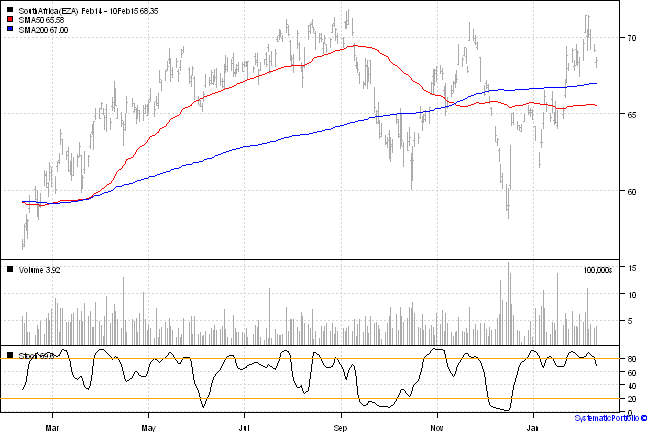 SouthAfrica(EZA) Feb14 - 10Feb15 68.35
SMA50 65.58
SMA200 67.00
70
65
60
Volume 3.92
100,000s
15
10
5
80
60
40
20
0
Mar May Jul Sep Nov Jan
SystematicPortfolio ©